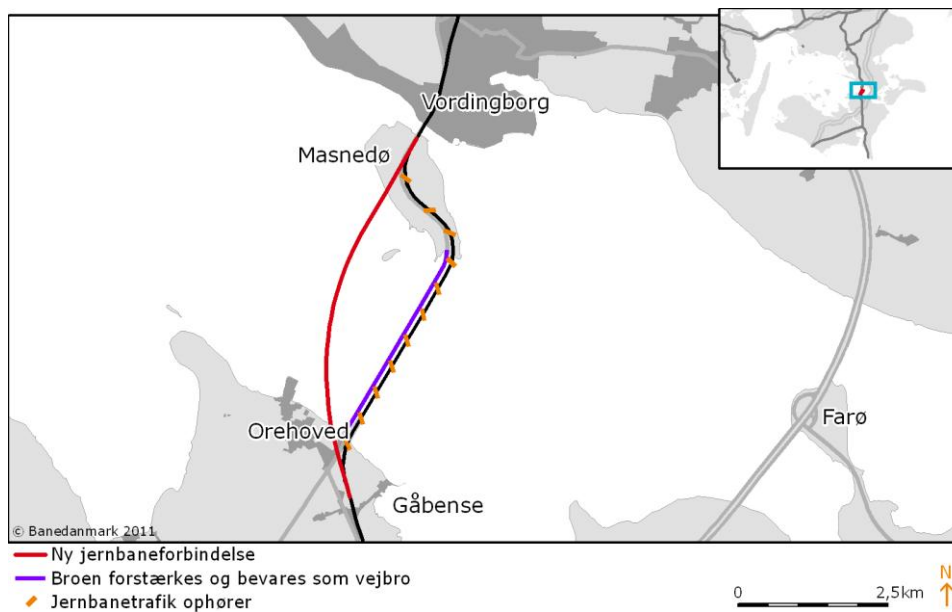 Vordingborg
Masnedø
Orehoved
Farø
Gåbense
© Banedanmark 2011
Ny jernbaneforbindelse
Broen forstærkes og bevares som vejbro
Jernbanetrafik ophører
N
0 2,5km